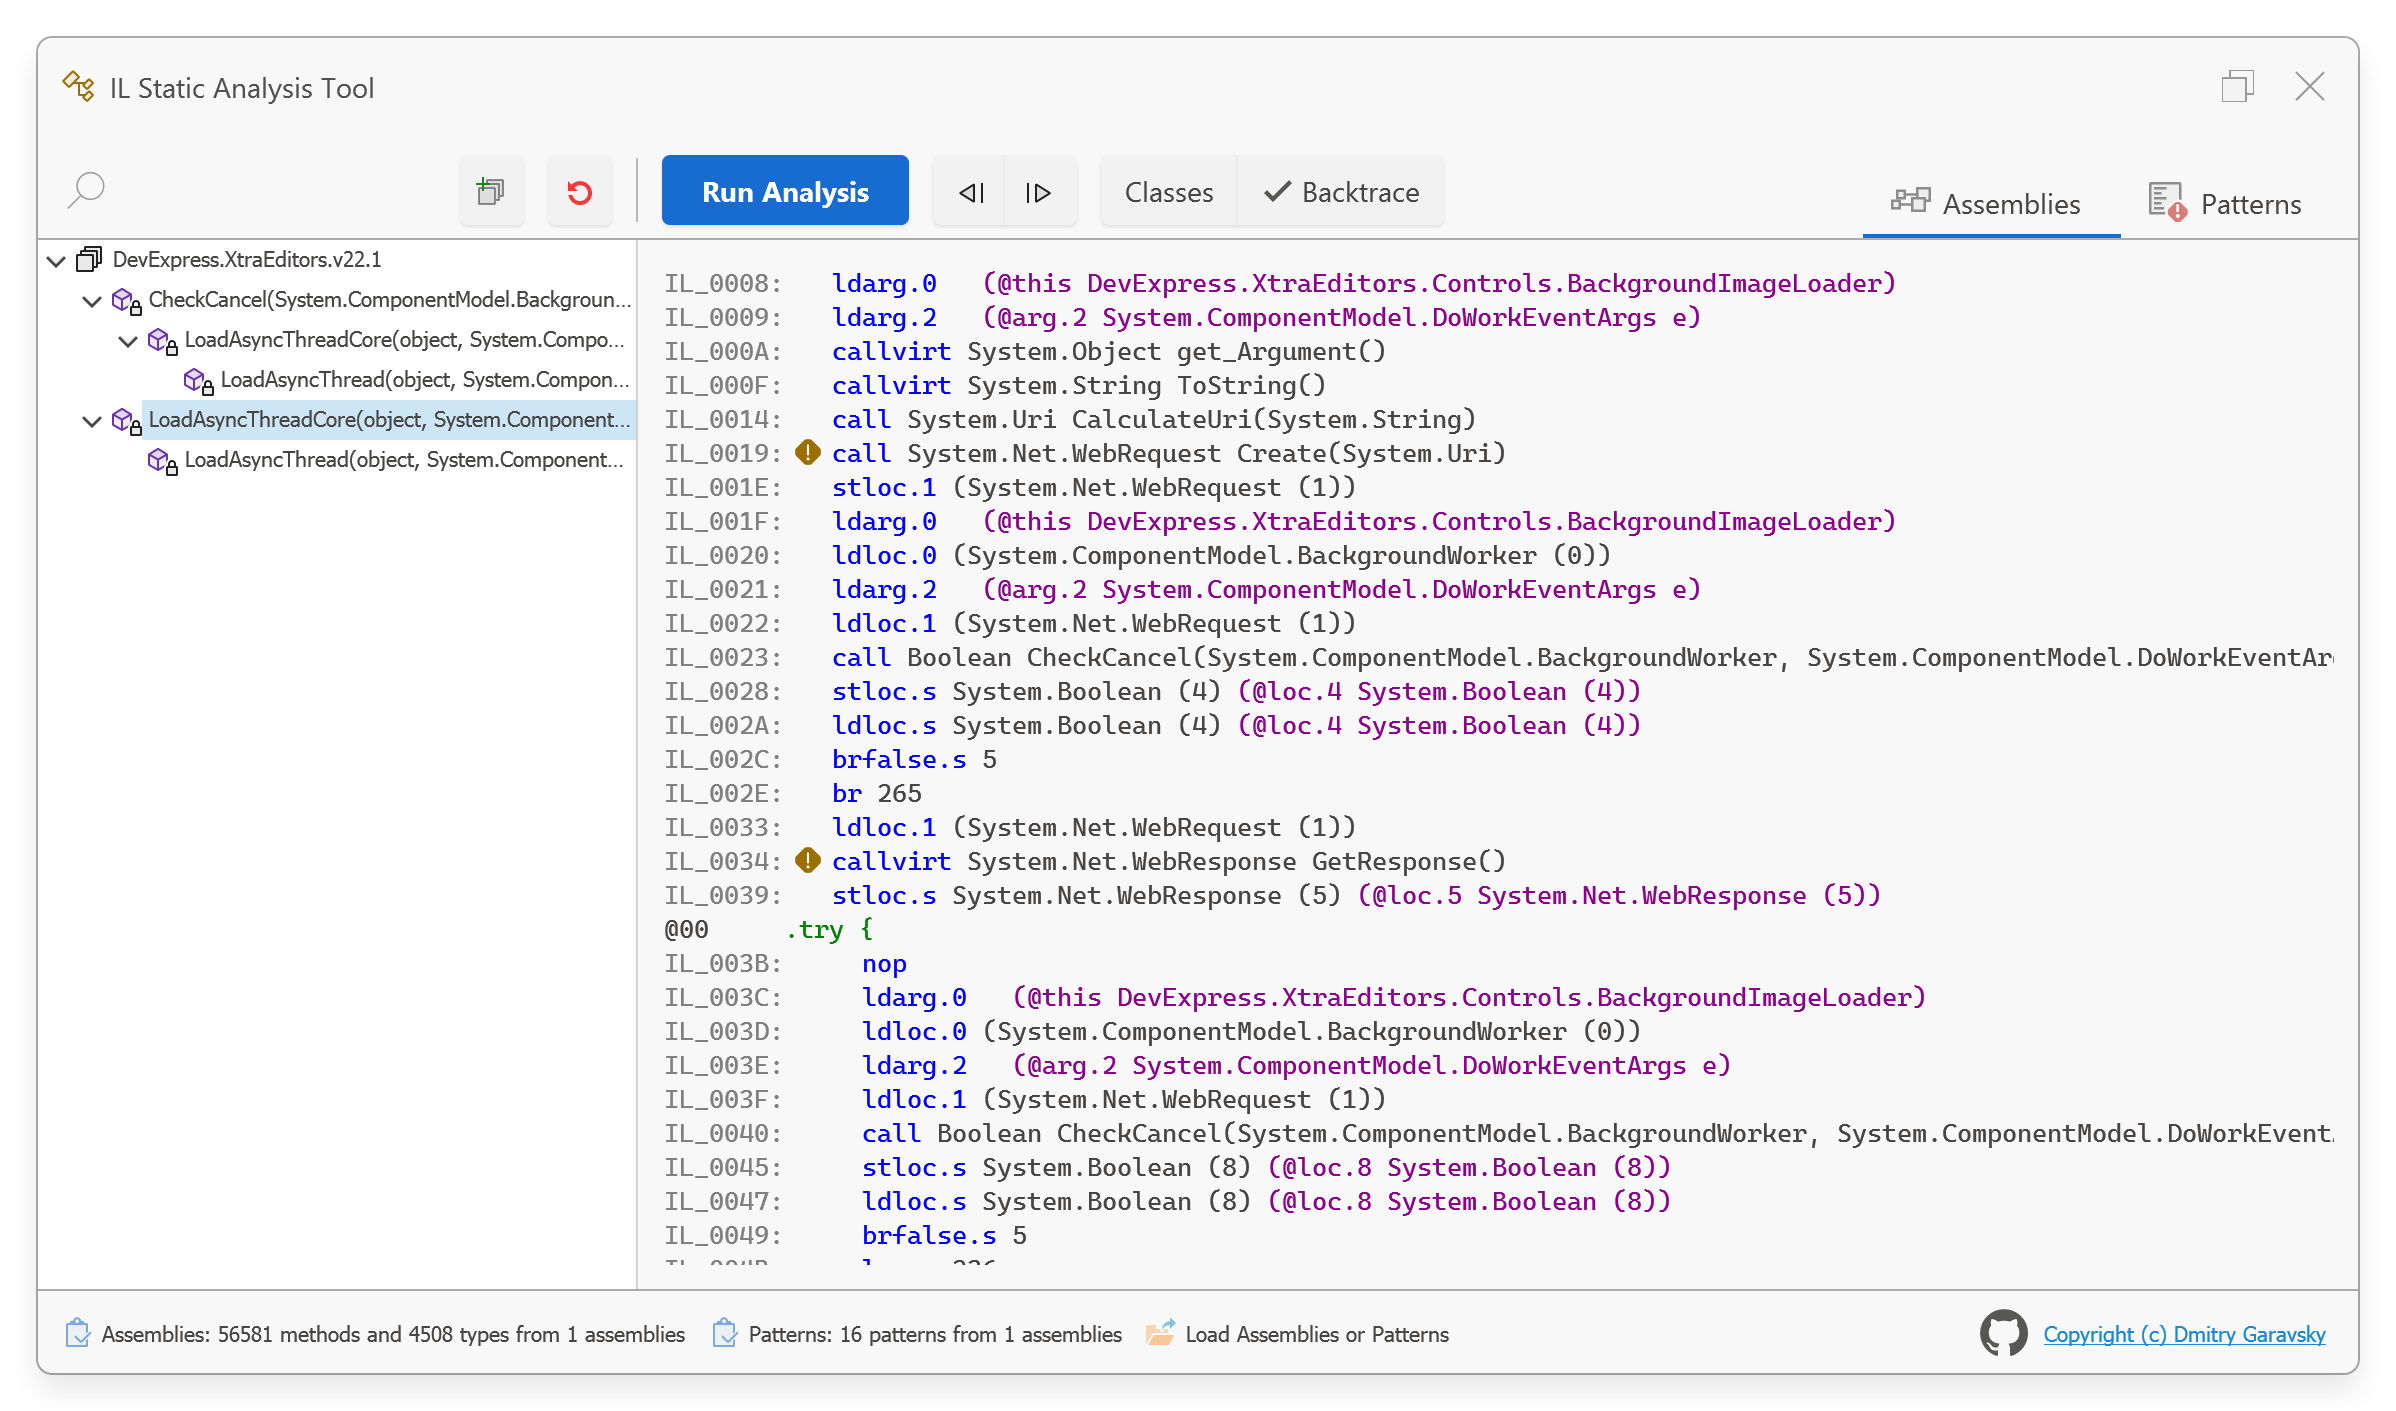 IL Static Analysis Tool
Run Analysis
Classes
Backtrace
Assemblies
Patterns
DevExpress.XtraEditors.v22.1
CheckCancel(System.ComponentModel.Backgroun...
LoadAsyncThreadCore(object, System.Compo...
LoadAsyncThread(object, System.Compon...
LoadAsyncThreadCore(object, System.Component...
LoadAsyncThread(object, System.Component...
IL_0008: ldarg.0 (@this DevExpress.XtraEditors.Controls.BackgroundImageLoader)
IL_0009: ldarg.2 (@arg.2 System.ComponentModel.DoWorkEventArgs e)
IL_000A: callvirt System.Object get_Argument()
IL_000F: callvirt System.String ToString()
IL_0014: call System.Uri CalculateUri(System.String)
IL_0019: call System.Net.WebRequest Create(System.Uri)
IL_001E: stloc.1 (System.Net.WebRequest (1))
IL_001F: ldarg.0 (@this DevExpress.XtraEditors.Controls.BackgroundImageLoader)
IL_0020: ldloc.0 (System.ComponentModel.BackgroundWorker (0))
IL_0021: ldarg.2 (@arg.2 System.ComponentModel.DoWorkEventArgs e)
IL_0022: ldloc.1 (System.Net.WebRequest (1))
IL_0023: call Boolean CheckCancel(System.ComponentModel.BackgroundWorker, System.ComponentModel.DoWorkEventAr
IL_0028: stloc.s System.Boolean (4) (@loc.4 System.Boolean (4))
IL_002A: ldloc.s System.Boolean (4) (@loc.4 System.Boolean (4))
IL_002C: brfalse.s 5
IL_002E: br 265
IL_0033: ldloc.1 (System.Net.WebRequest (1))
IL_0034: callvirt System.Net.WebResponse GetResponse()
IL_0039: stloc.s System.Net.WebResponse (5) (@loc.5 System.Net.WebResponse (5))
@00 .try {
IL_003B: nop
IL_003C: ldarg.0 (@this DevExpress.XtraEditors.Controls.BackgroundImageLoader)
IL_003D: ldloc.0 (System.ComponentModel.BackgroundWorker (0))
IL_003E: ldarg.2 (@arg.2 System.ComponentModel.DoWorkEventArgs e)
IL_003F: ldloc.1 (System.Net.WebRequest (1))
IL_0040: call Boolean CheckCancel(System.ComponentModel.BackgroundWorker, System.ComponentModel.DoWorkEvent
IL_0045: stloc.s System.Boolean (8) (@loc.8 System.Boolean (8))
IL_0047: ldloc.s System.Boolean (8) (@loc.8 System.Boolean (8))
IL_0049: brfalse.s 5
Assemblies: 56581 methods and 4508 types from 1 assemblies
Patterns: 16 patterns from 1 assemblies
Load Assemblies or Patterns
Copyright (c) Dmitry Garavsky